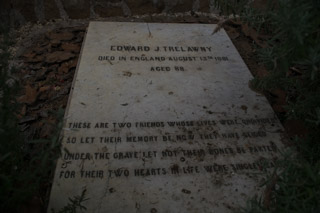 EDWARD J. TRELAWNY
DIED IN ENGLAND AUGUST 13TH 1881
AGED 88.
THESE ARE TWO FRIENDS WHOSE LIVES WERE
SO LET THEIR MEMORY BE NOW THEY HAVE
UNDER THE GRAVE LET NOT THEIR BONES BE PARTED
FOR THEIR TWO HEARTS IN LIFE WERE